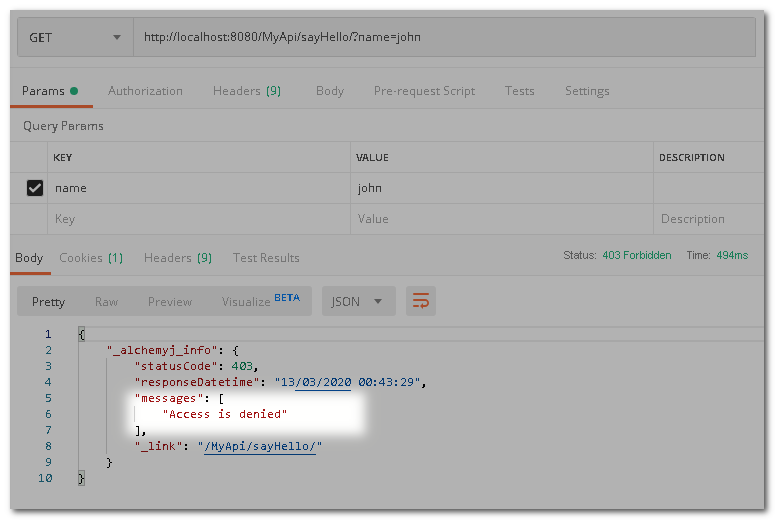 GET http://localhost:8080/MyApi/sayHello/?name=john
Params Authorization Headers (9) Body Pre-request Script Tests Settings
Query Params
KEY VALUE DESCRIPTION
name john
Key Value Description
Body Cookies (1) Headers (9) Test Results Status: 403 Forbidden Time: 494ms
Pretty Raw Preview Visualize BETA JSON
1 {
2 "_alchemyj_info": {
3 "statusCode": 403,
4 "responseDatetime": "13/03/2020 00:43:29",
5 "messages": [
6 "Access is denied"
7 ],
8 "_link": "/MyApi/sayHello/"
9 }
10 }